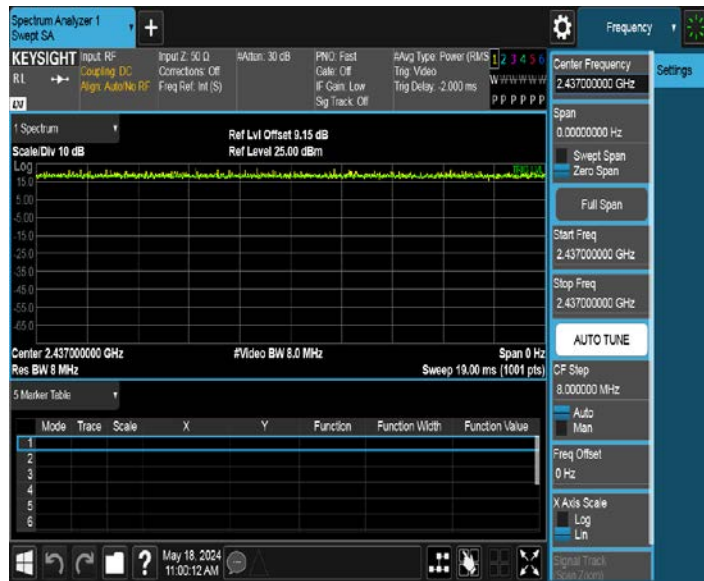 Spectrum Analyzer 1
Swept SA
+
Frequency
KEYSIGHT
RL
Input: RF
Coupling: DC
Align: Auto/No RF
Input Z: 50 Ω
Corrections: Off
Freq Ref: Int (S)
#Atten: 30 dB
PNO: Fast
Gate: Off
IF Gain: Low
Sig Track: Off
#Avg Type: Power (RMS
Trig: Video
Trig Delay: -2.000 ms
1 2 3 4 5 6
W W W W W W
P P P P P P
LXI
1 Spectrum
Scale/Div 10 dB
Ref Lvl Offset 9.15 dB
Ref Level 25.00 dBm
Log
15.0
5.00
-5.00
-15.0
-25.0
-35.0
-45.0
-55.0
-65.0
Center 2.437000000 GHz
Res BW 8 MHz
#Video BW 8.0 MHz
Span 0 Hz
Sweep 19.00 ms (1001 pts)
5 Marker Table
Mode Trace Scale X Y Function Function Width Function Value
1
2
3
4
5
6
?
May 18, 2024
11:00:12 AM
Center Frequency
2.437000000 GHz
Span
0.00000000 Hz
Swept Span
Zero Span
Full Span
Start Freq
2.437000000 GHz
Stop Freq
2.437000000 GHz
AUTO TUNE
CF Step
8.000000 MHz
Auto
Man
Freq Offset
0 Hz
X Axis Scale
Log
Lin
Signal Track
(Span Zoom)
Settings